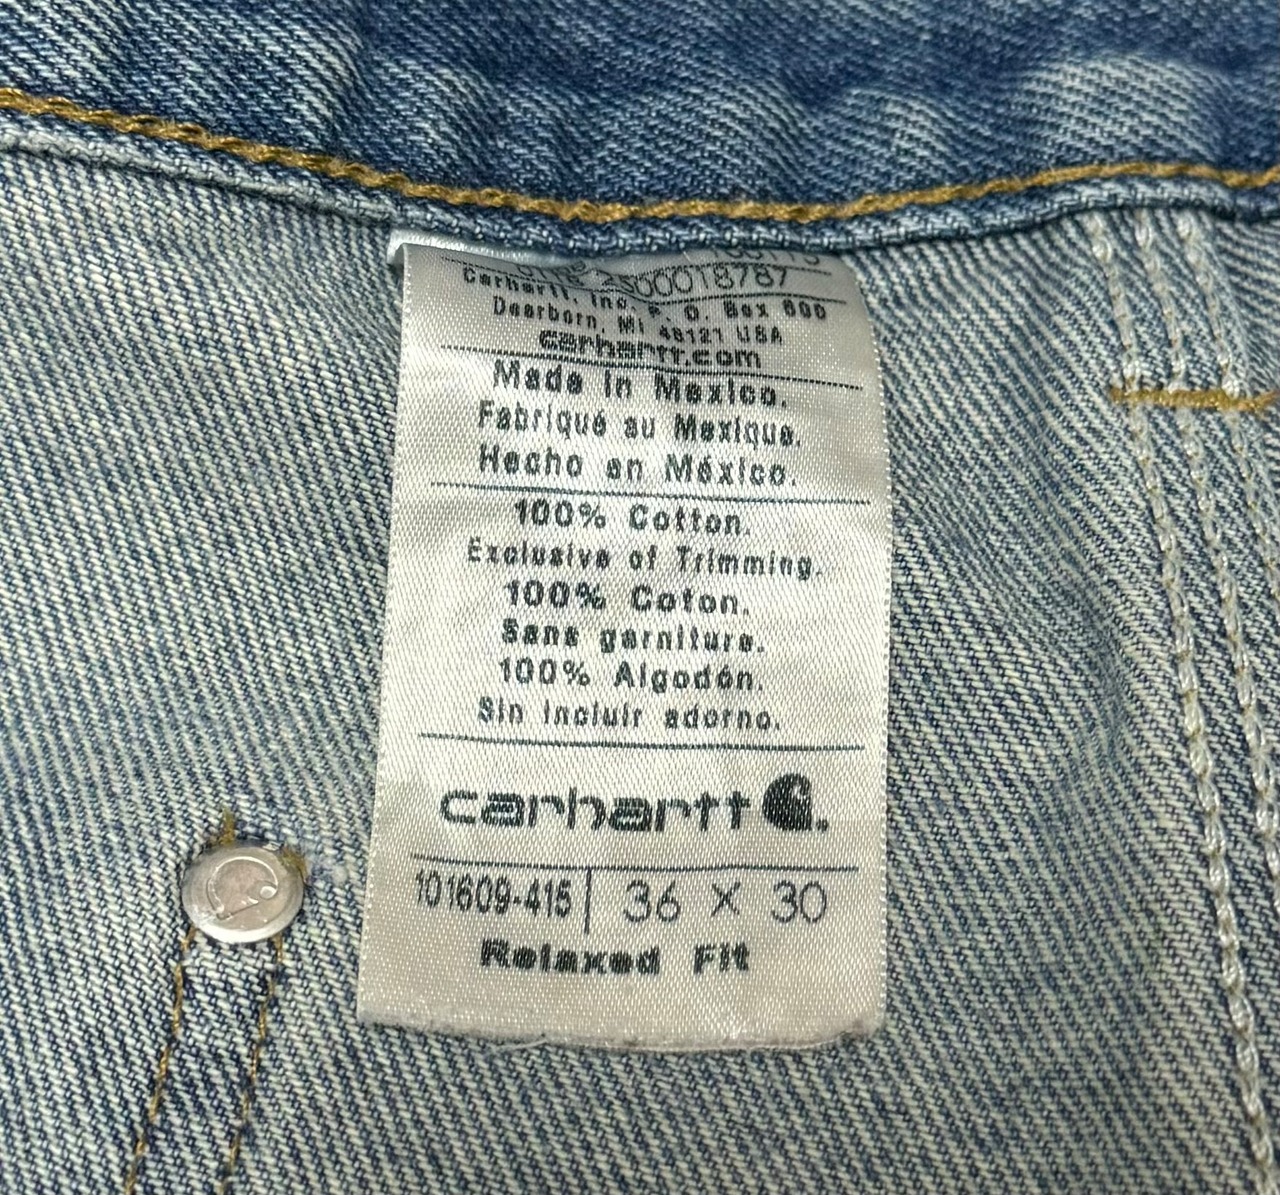 Carhartt, Inc. P. O. Box 600
Dearborn, MI 48121 USA
carhartt.com
Made in Mexico.
Fabriqué au Mexique.
Hecho en México.
100% Cotton.
Exclusive of Trimming.
100% Coton.
Sans garniture.
100% Algodón.
Sin incluir adorno.
carhartt
101609-415 | 36 X 30
Relaxed Fit